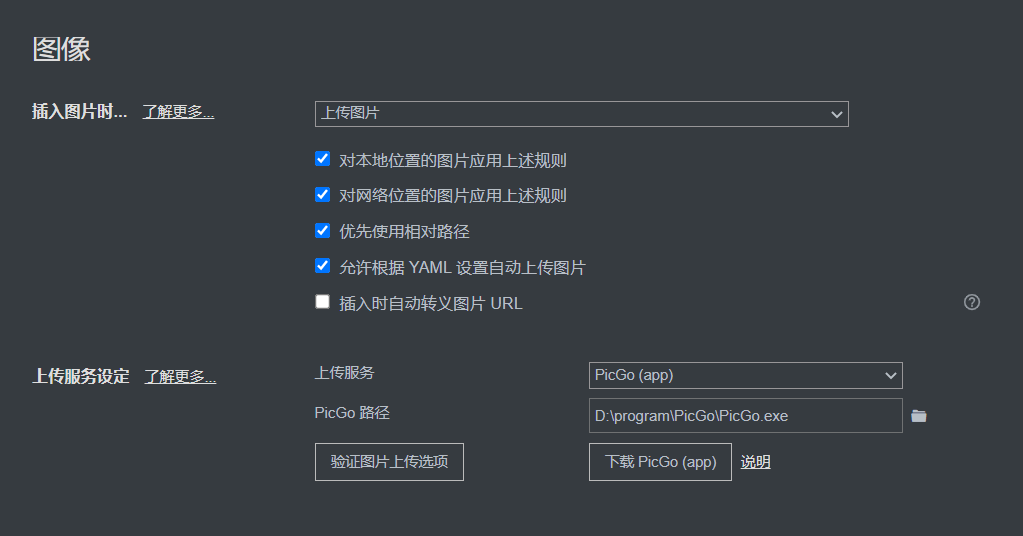 图像
插入图片时... 了解更多...
上传图片
对本地位置的图片应用上述规则
对网络位置的图片应用上述规则
优先使用相对路径
允许根据 YAML 设置自动上传图片
插入时自动转义图片 URL
上传服务设定 了解更多...
上传服务 PicGo (app)
PicGo 路径 D:\program\PicGo\PicGo.exe
验证图片上传选项 下载 PicGo (app) 说明